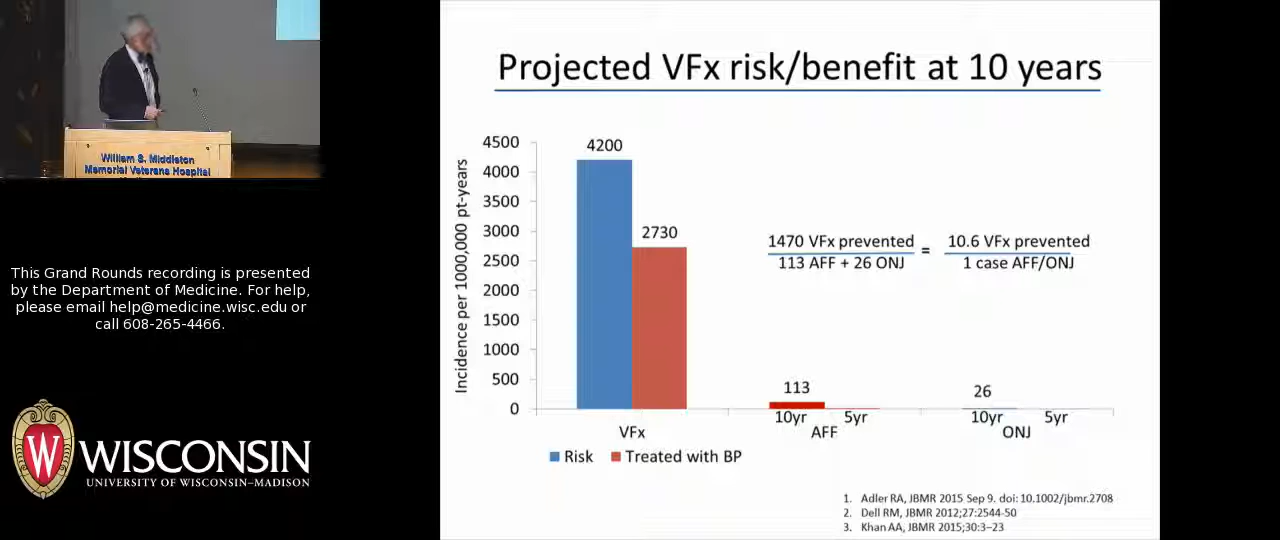 William S. Middleton
Memorial Veterans Hospital
This Grand Rounds recording is presented
by the Department of Medicine. For help,
please email help@medicine.wisc.edu or
call 608-265-4466.
W
WISCONSIN
UNIVERSITY OF WISCONSIN–MADISON
Projected VFx risk/benefit at 10 years
Incidence per 1000,000 pt-years
4500
4000
3500
3000
2500
2000
1500
1000
500
0
4200
2730
113
26
1470 VFx prevented = 10.6 VFx prevented
113 AFF + 26 ONJ 1 case AFF/ONJ
10yr 5yr 10yr 5yr
VFx AFF ONJ
Risk Treated with BP
1. Adler RA, JBMR 2015 Sep 9. doi: 10.1002/jbmr.2708
2. Dell RM, JBMR 2012;27:2544-50
3. Khan AA, JBMR 2015;30:3–23